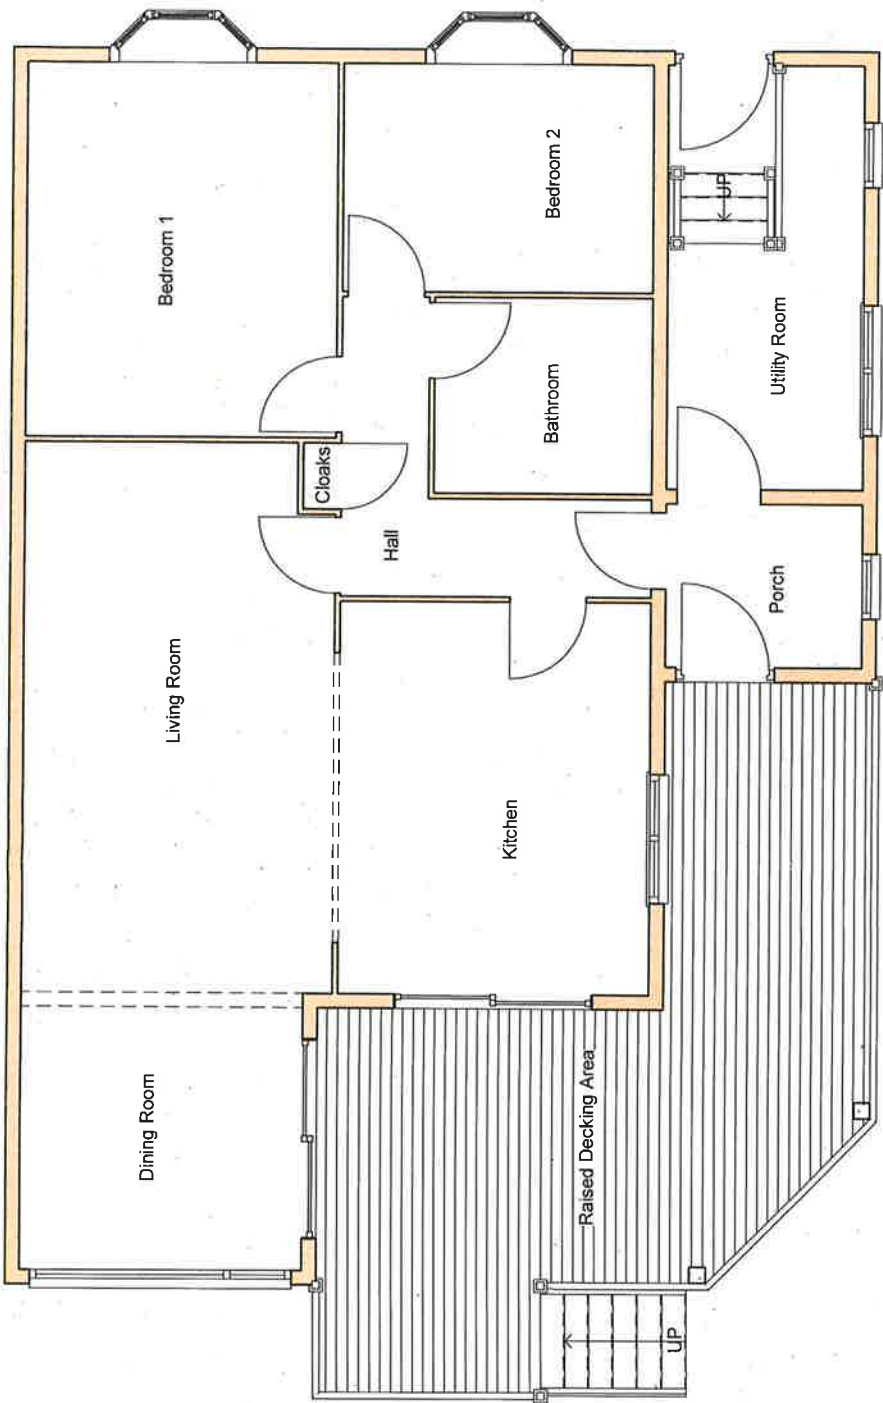 Dining Room
Living Room
Bedroom 1
Cloaks
Hall
Kitchen
Bathroom
Bedroom 2
Raised Decking Area
UP
Porch
Utility Room
UP